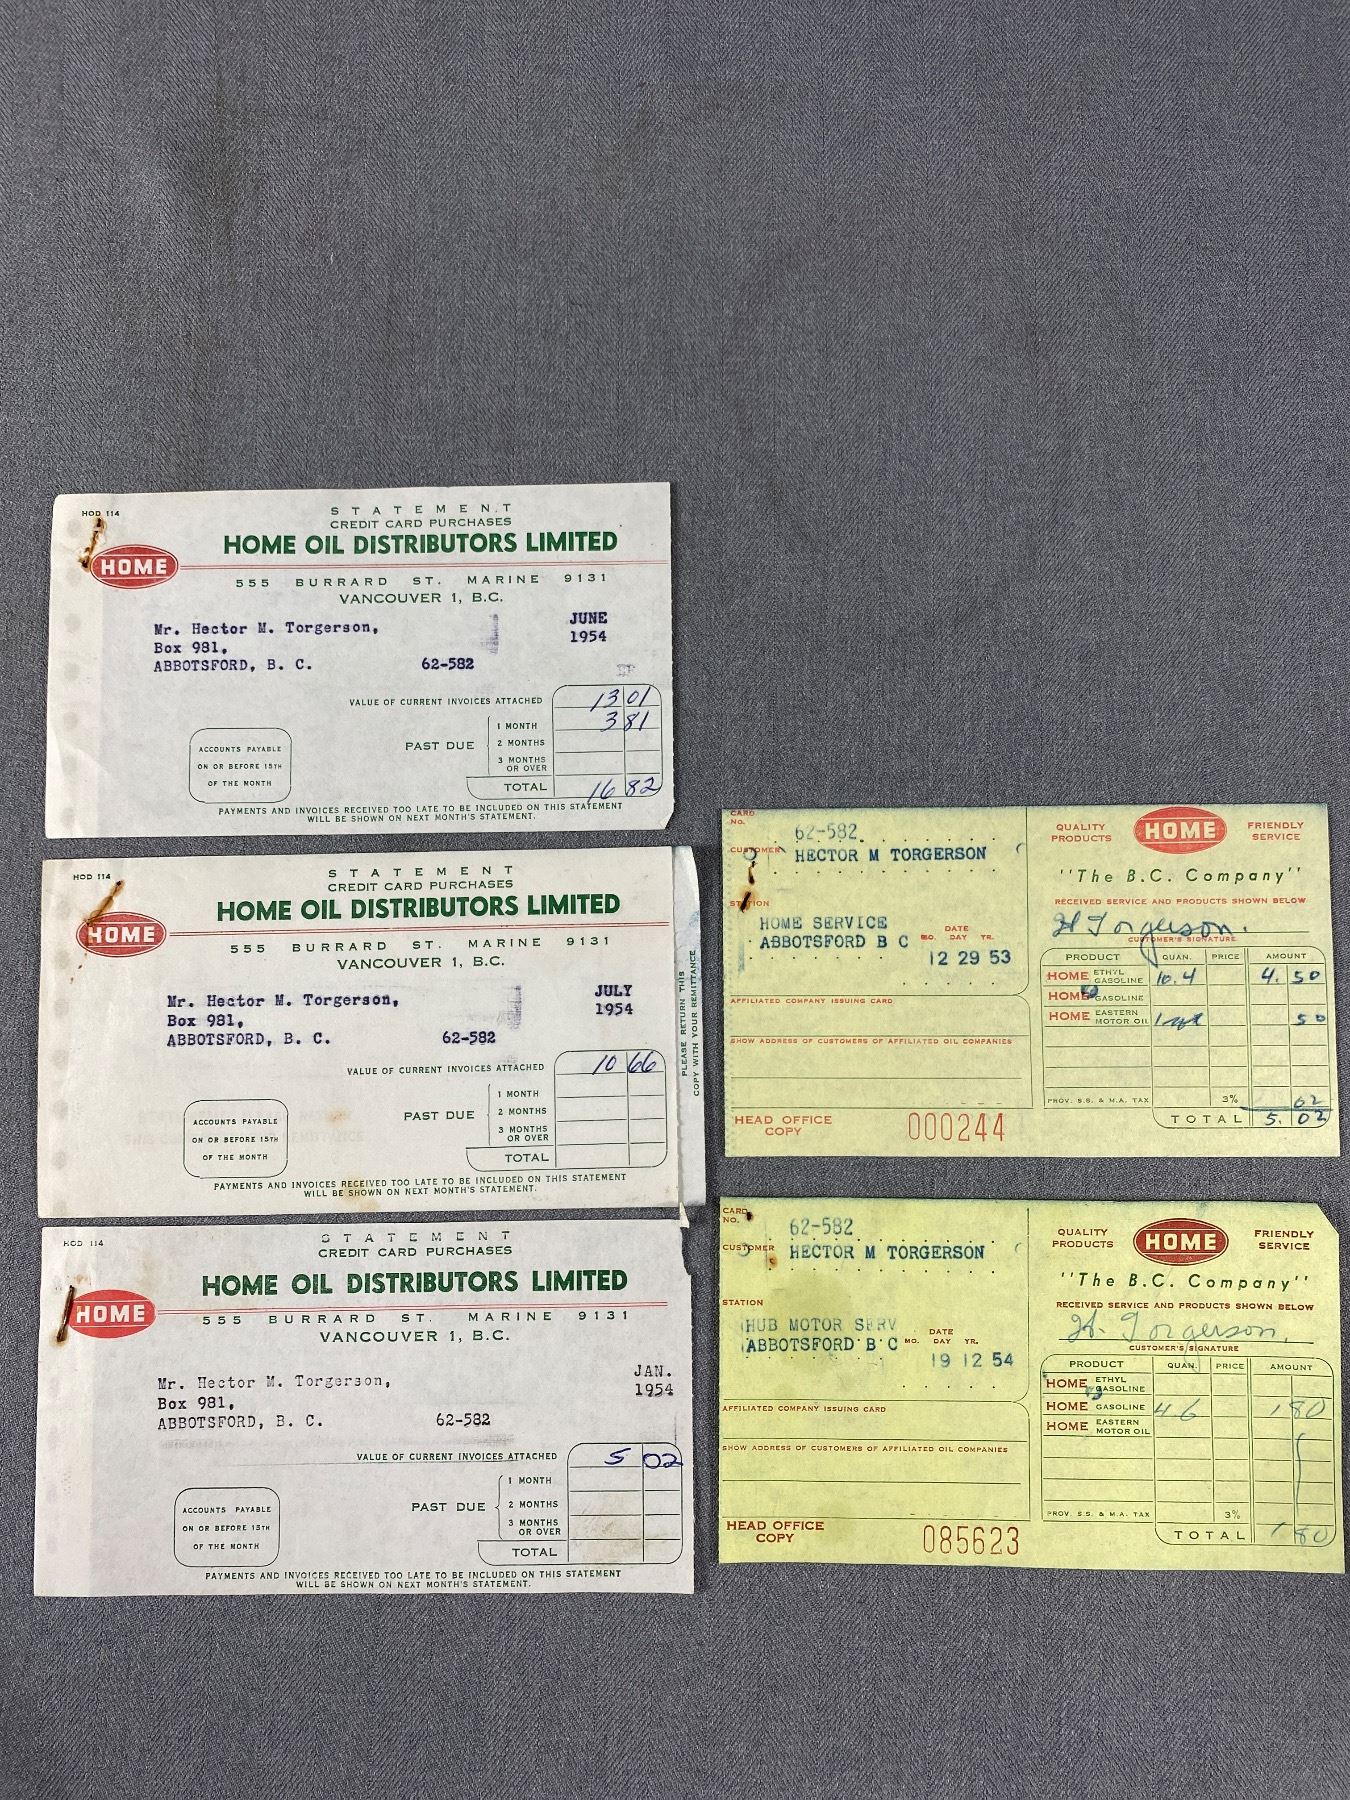 HOD 114
STATEMENT
CREDIT CARD PURCHASES
HOME OIL DISTRIBUTORS LIMITED
HOME
555 BURRARD ST. MARINE 9131
VANCOUVER 1, B.C.
JUNE
1954
Mr. Hector M. Torgerson,
Box 981,
ABBOTSFORD, B. C. 62-582
VALUE OF CURRENT INVOICES ATTACHED 13 01
PAST DUE
1 MONTH 3 81
2 MONTHS
3 MONTHS
OR OVER
TOTAL 16 82
ACCOUNTS PAYABLE
ON OR BEFORE 15TH
OF THE MONTH
PAYMENTS AND INVOICES RECEIVED TOO LATE TO BE INCLUDED ON THIS STATEMENT
WILL BE SHOWN ON NEXT MONTH'S STATEMENT.
HOD 114
STATEMENT
CREDIT CARD PURCHASES
HOME OIL DISTRIBUTORS LIMITED
HOME
555 BURRARD ST. MARINE 9131
VANCOUVER 1, B.C.
JULY
1954
Mr. Hector M. Torgerson,
Box 981,
ABBOTSFORD, B. C. 62-582
VALUE OF CURRENT INVOICES ATTACHED 10 66
PAST DUE
1 MONTH
2 MONTHS
3 MONTHS
OR OVER
TOTAL
ACCOUNTS PAYABLE
ON OR BEFORE 15TH
OF THE MONTH
PAYMENTS AND INVOICES RECEIVED TOO LATE TO BE INCLUDED ON THIS STATEMENT
WILL BE SHOWN ON NEXT MONTH'S STATEMENT.
PLEASE RETURN THIS
COPY WITH YOUR REMITTANCE
HOD 114
STATEMENT
CREDIT CARD PURCHASES
HOME OIL DISTRIBUTORS LIMITED
HOME
555 BURRARD ST. MARINE 9131
VANCOUVER 1, B.C.
JAN.
1954
Mr. Hector M. Torgerson,
Box 981,
ABBOTSFORD, B. C. 62-582
VALUE OF CURRENT INVOICES ATTACHED 5 02
PAST DUE
1 MONTH
2 MONTHS
3 MONTHS
OR OVER
TOTAL
ACCOUNTS PAYABLE
ON OR BEFORE 15TH
OF THE MONTH
PAYMENTS AND INVOICES RECEIVED TOO LATE TO BE INCLUDED ON THIS STATEMENT
WILL BE SHOWN ON NEXT MONTH'S STATEMENT.
CARD
NO.
62-582
CUSTOMER HECTOR M TORGERSON
STATION
HOME SERVICE
ABBOTSFORD B C
DATE
MO. DAY YR.
12 29 53
AFFILIATED COMPANY ISSUING CARD
SHOW ADDRESS OF CUSTOMERS OF AFFILIATED OIL COMPANIES
HEAD OFFICE
COPY
000244
QUALITY
PRODUCTS
HOME
FRIENDLY
SERVICE
"The B.C. Company"
RECEIVED SERVICE AND PRODUCTS SHOWN BELOW
H Torgerson.
CUSTOMER'S SIGNATURE
PRODUCT QUAN. PRICE AMOUNT
HOME ETHYL GASOLINE 10.4 4. 50
HOME GASOLINE
HOME EASTERN MOTOR OIL 1 qt 50
PROV. S.S. & M.A. TAX 3% 02
TOTAL 5. 02
CARD
NO.
62-582
CUSTOMER HECTOR M TORGERSON
STATION
HUB MOTOR SERV
ABBOTSFORD B C
DATE
MO. DAY YR.
19 12 54
AFFILIATED COMPANY ISSUING CARD
SHOW ADDRESS OF CUSTOMERS OF AFFILIATED OIL COMPANIES
HEAD OFFICE
COPY
085623
QUALITY
PRODUCTS
HOME
FRIENDLY
SERVICE
"The B.C. Company"
RECEIVED SERVICE AND PRODUCTS SHOWN BELOW
H. Torgerson.
CUSTOMER'S SIGNATURE
PRODUCT QUAN. PRICE AMOUNT
HOME ETHYL GASOLINE
HOME GASOLINE 4 6 1 80
HOME EASTERN MOTOR OIL
PROV. S.S. & M.A. TAX 3%
TOTAL 1 80